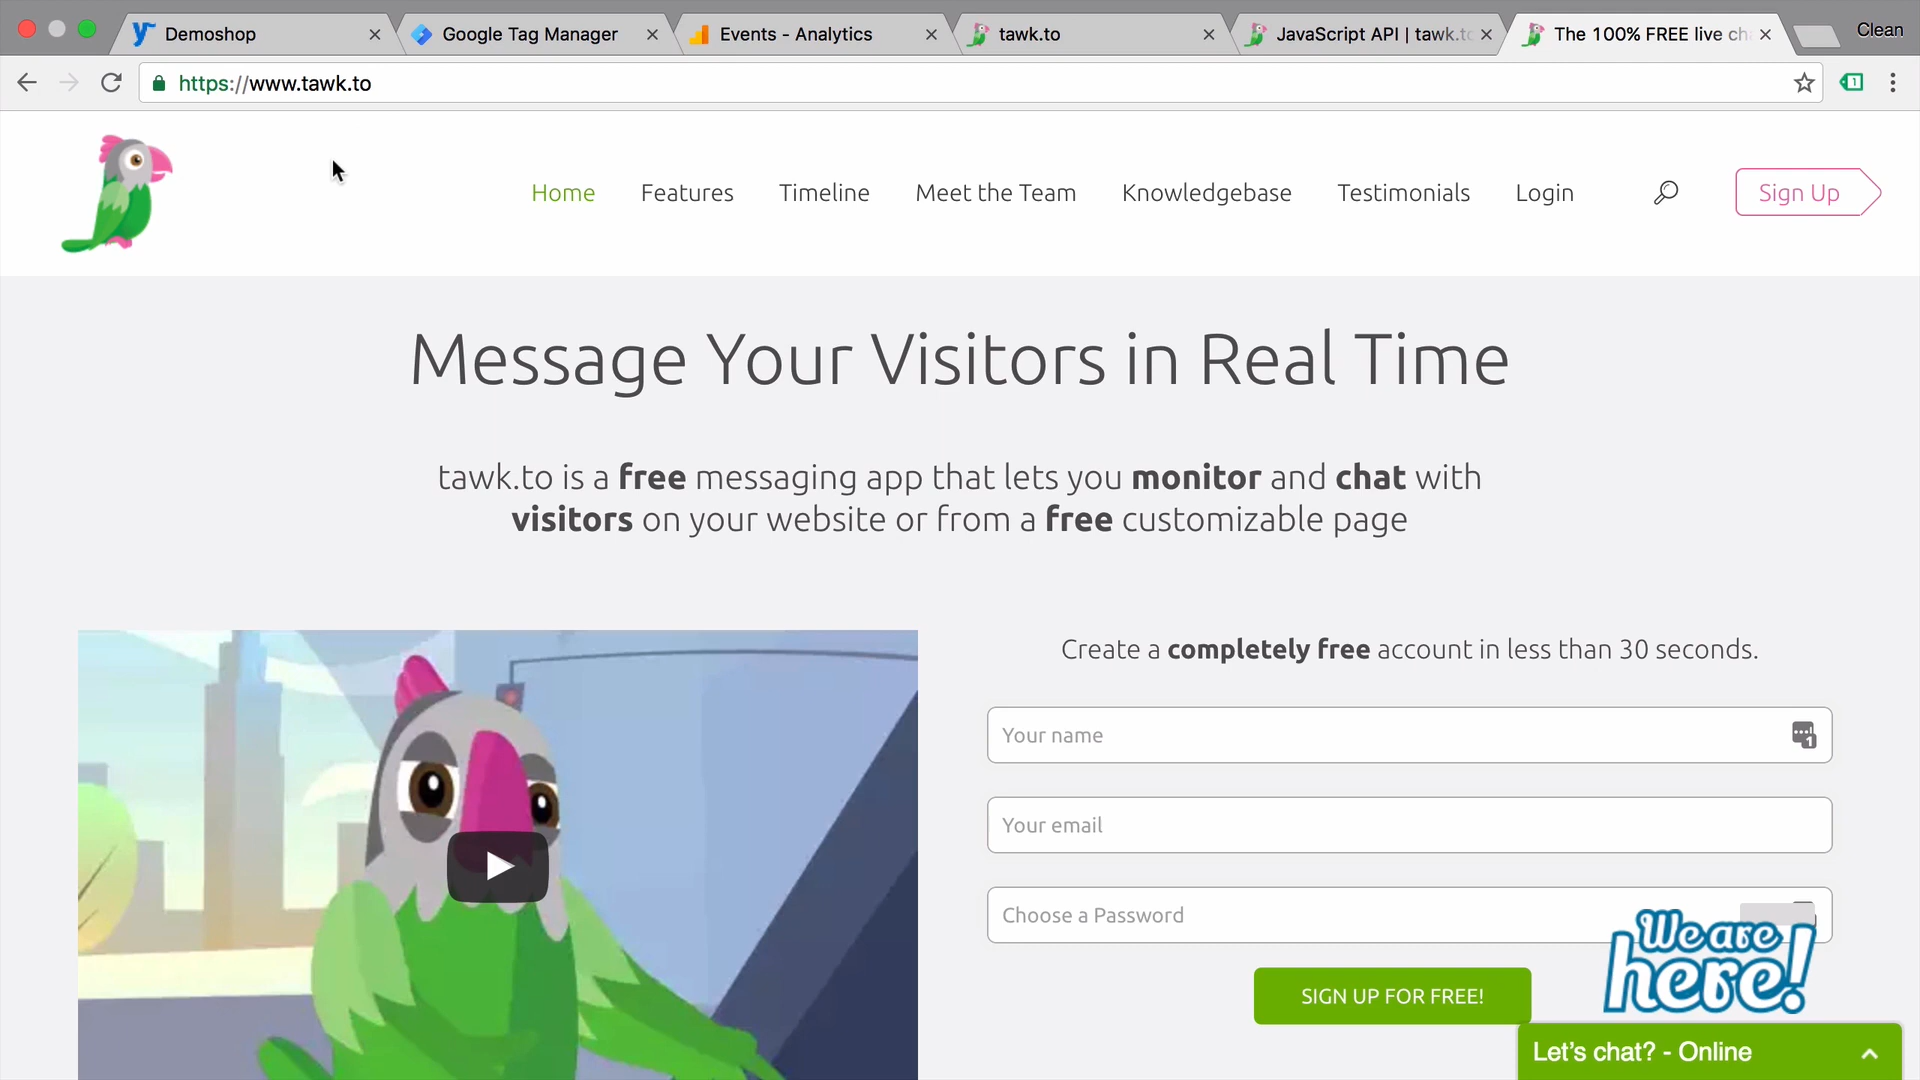 Demoshop
Google Tag Manager
Events - Analytics
tawk.to
JavaScript API | tawk.to
The 100% FREE live ch
Clean
https://www.tawk.to
1
Home
Features
Timeline
Meet the Team
Knowledgebase
Testimonials
Login
Sign Up
Message Your Visitors in Real Time
tawk.to is a free messaging app that lets you monitor and chat with
visitors on your website or from a free customizable page
Create a completely free account in less than 30 seconds.
Your name
1
Your email
Choose a Password
We are
here!
SIGN UP FOR FREE!
Let's chat? - Online